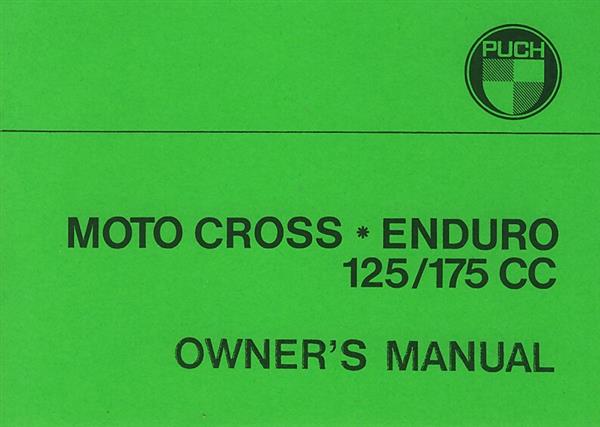 PUCH
MOTO CROSS * ENDURO
125/175 CC
OWNER'S MANUAL